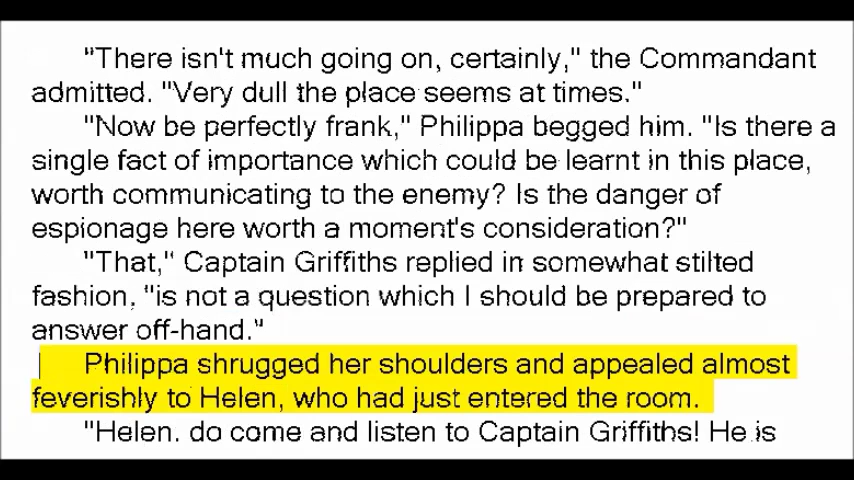 "There isn't much going on, certainly," the Commandant
admitted. "Very dull the place seems at times."
"Now be perfectly frank," Philippa begged him. "Is there a
single fact of importance which could be learnt in this place,
worth communicating to the enemy? Is the danger of
espionage here worth a moment's consideration?"
"That," Captain Griffiths replied in somewhat stilted
fashion, "is not a question which I should be prepared to
answer off-hand."
Philippa shrugged her shoulders and appealed almost
feverishly to Helen, who had just entered the room.
"Helen, do come and listen to Captain Griffiths! He is